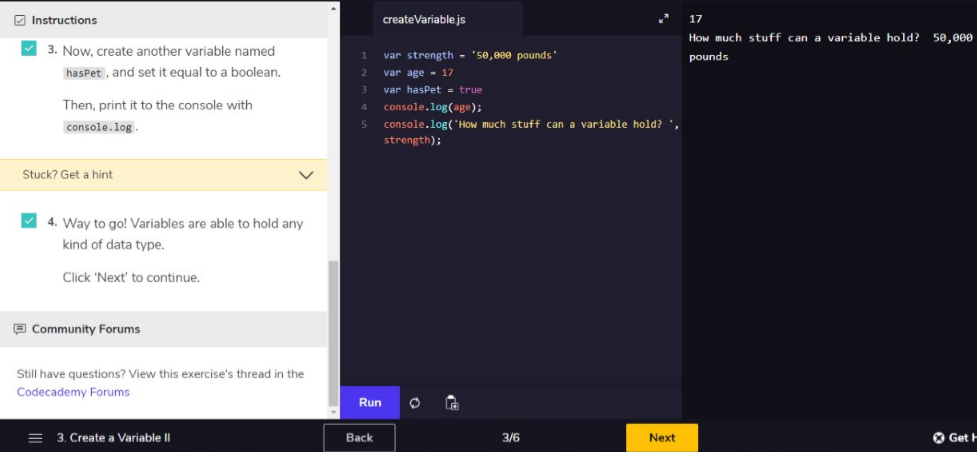 Instructions
3. Now, create another variable named
hasPet , and set it equal to a boolean.
Then, print it to the console with
console.log .
Stuck? Get a hint
4. Way to go! Variables are able to hold any
kind of data type.
Click 'Next' to continue.
Community Forums
Still have questions? View this exercise's thread in the
Codecademy Forums
createVariable.js
1 var strength = '50,000 pounds'
2 var age = 17
3 var hasPet = true
4 console.log(age);
5 console.log('How much stuff can a variable hold? ',
strength);
Run
17
How much stuff can a variable hold?  50,000
pounds
3. Create a Variable II
Back
3/6
Next
Get H